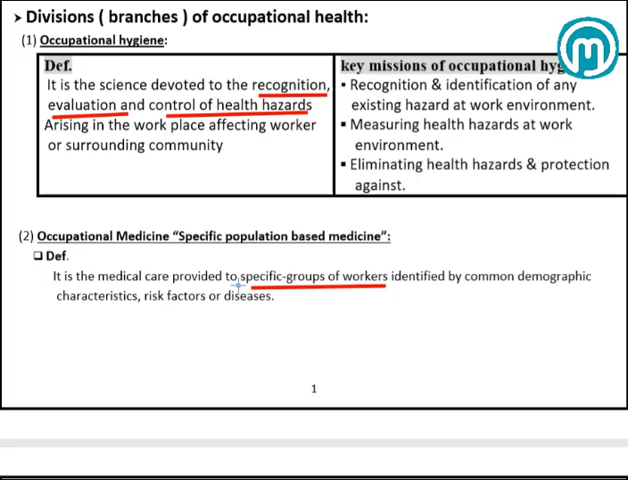 ➤ Divisions ( branches ) of occupational health:
(1) Occupational hygiene:
Def.
It is the science devoted to the recognition,
evaluation and control of health hazards
Arising in the work place affecting worker
or surrounding community
key missions of occupational hyg
▪ Recognition & identification of any
existing hazard at work environment.
▪ Measuring health hazards at work
environment.
▪ Eliminating health hazards & protection
against.
(2) Occupational Medicine “Specific population based medicine”:
❑ Def.
It is the medical care provided to specific-groups of workers identified by common demographic
characteristics, risk factors or diseases.
1